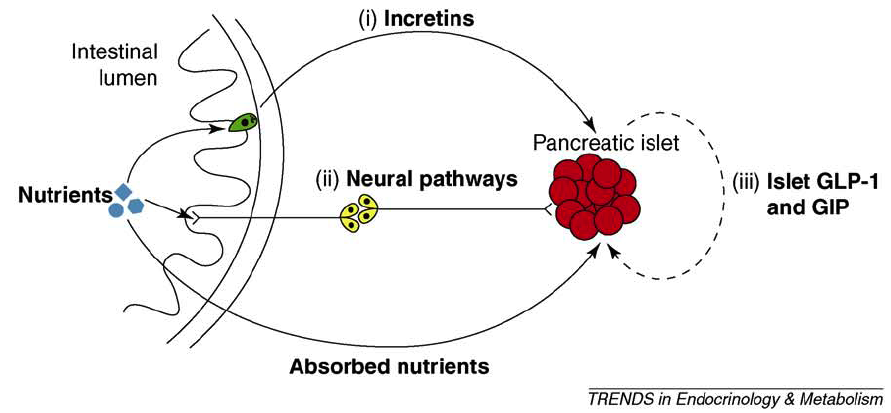 (i) Incretins
Intestinal
lumen
Pancreatic islet
Nutrients
(ii) Neural pathways
(iii) Islet GLP-1
and GIP
Absorbed nutrients
TRENDS in Endocrinology & Metabolism